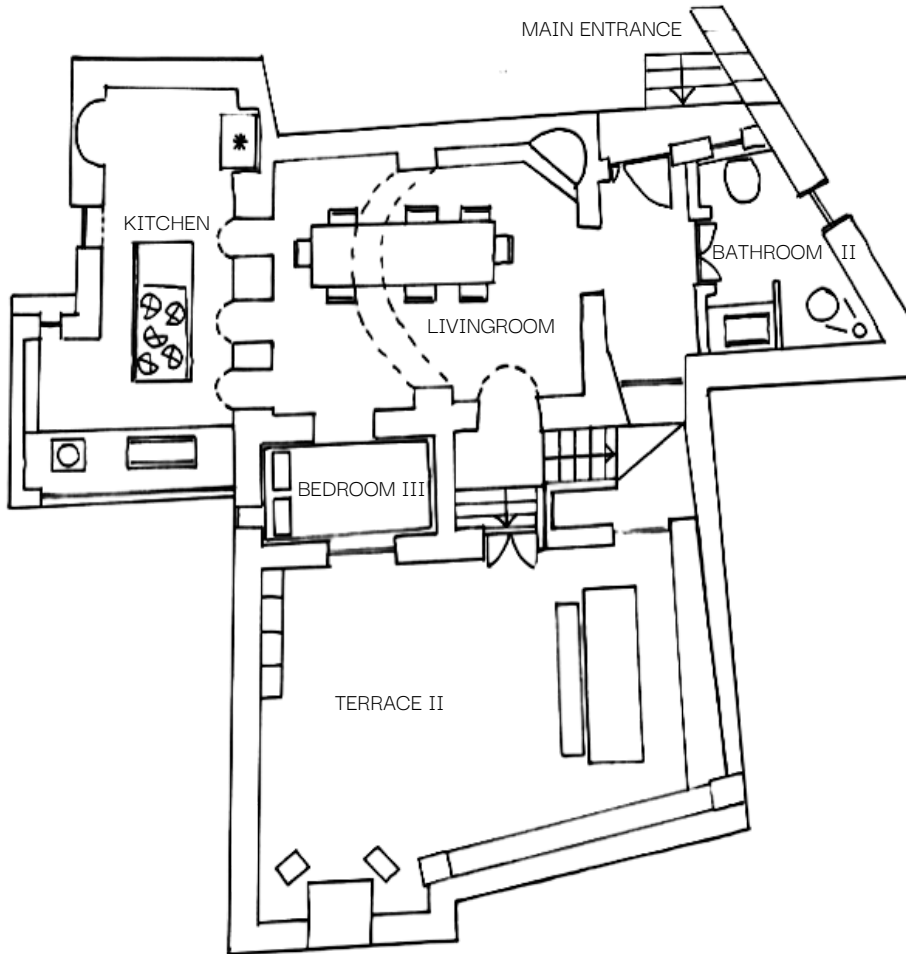 MAIN ENTRANCE
KITCHEN
BATHROOM II
LIVINGROOM
BEDROOM III
TERRACE II